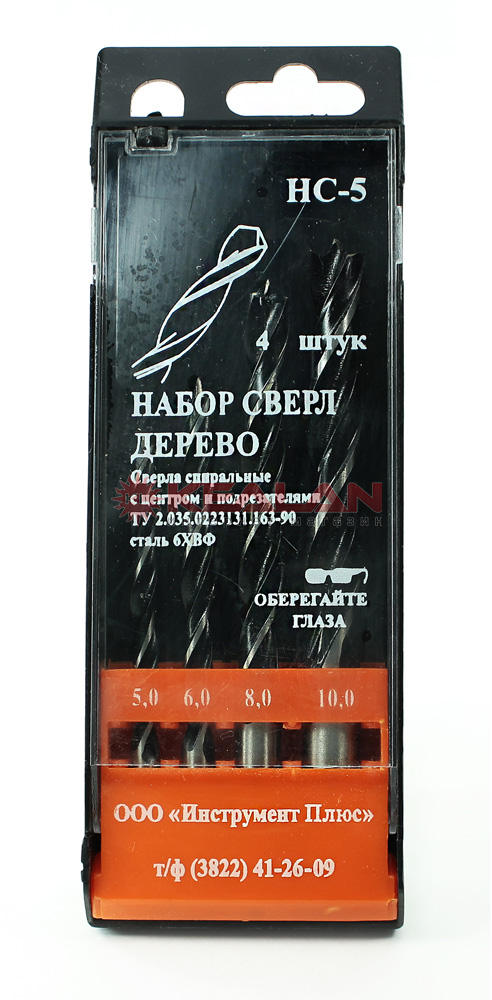 НС-5
4 штук
НАБОР СВЕРЛ
ДЕРЕВО
Сверла спиральные
с центром и подрезателями
ТУ 2.035.0223131.163-90
сталь 6ХВФ
ОБЕРЕГАЙТЕ
ГЛАЗА
5,0 6,0 8,0 10,0
ООО «Инструмент Плюс»
т/ф (3822) 41-26-09